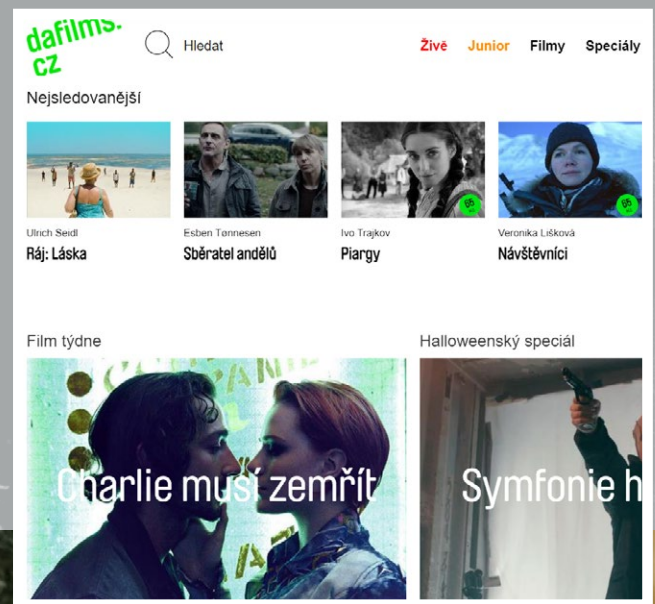 dafilms.
cz
Hledat
Živě Junior Filmy Speciály
Nejsledovanější
Ulrich Seidl
Ráj: Láska
Esben Tønnesen
Sběratel andělů
Ivo Trajkov
Piargy
Veronika Lišková
Návštěvníci
Film týdne
Charlie musí zemřít
Halloweenský speciál
Symfonie h